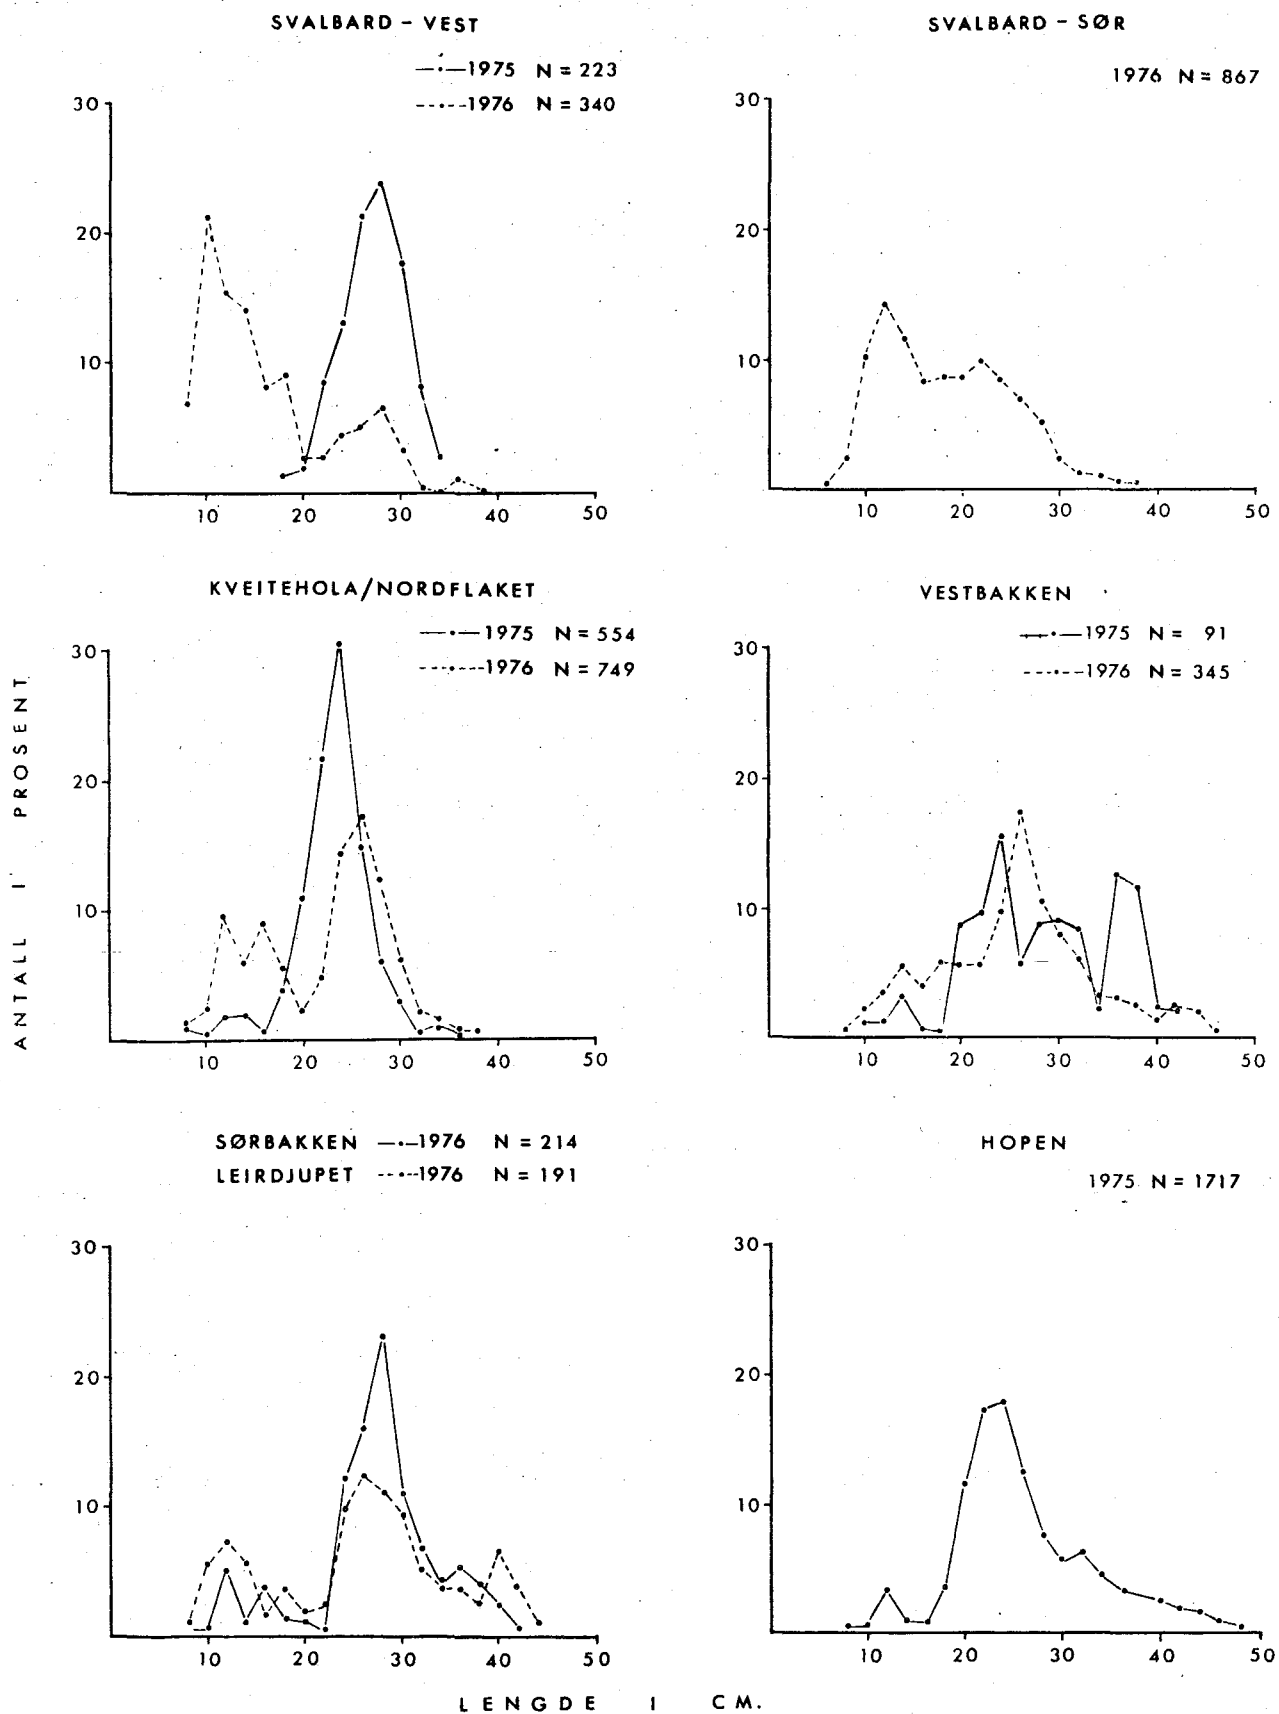 SVALBARD - VEST
—·—1975 N = 223
---·--1976 N = 340
30
20
10
10 20 30 40 50
SVALBARD - SØR
1976 N = 867
30
20
10
10 20 30 40 50
KVEITEHOLA/NORDFLAKET
—·—1975 N = 554
---·---1976 N = 749
30
20
10
10 20 30 40 50
VESTBAKKEN
—·—1975 N = 91
---·--1976 N = 345
30
20
10
10 20 30 40 50
SØRBAKKEN —·—1976 N = 214
LEIRDJUPET --·--1976 N = 191
30
20
10
10 20 30 40 50
HOPEN
1975 N = 1717
30
20
10
10 20 30 40 50
ANTALL I PROSENT
LENGDE I CM.